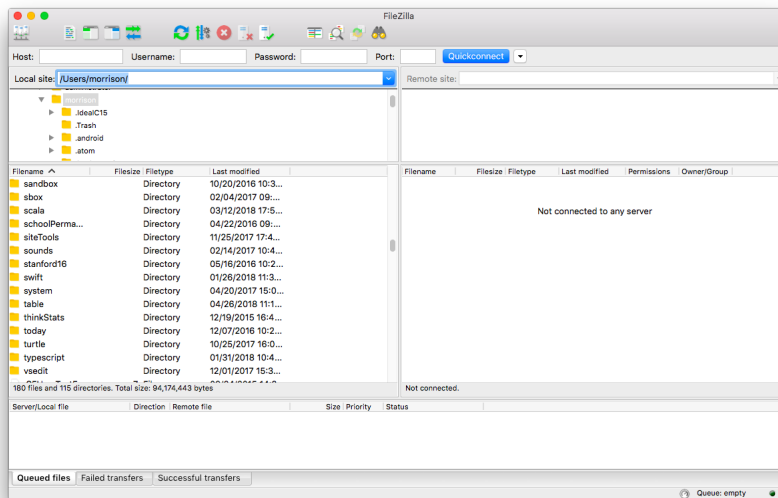 FileZilla
Host: Username: Password: Port: Quickconnect
Local site: /Users/morrison/ Remote site:
morrison
.IdealC15
.Trash
.android
.atom
Filename Filesize Filetype Last modified
sandbox Directory 10/20/2016 10:3...
sbox Directory 02/04/2017 09:...
scala Directory 03/12/2018 17:5...
schoolPerma... Directory 04/22/2016 09:...
siteTools Directory 11/25/2017 17:4...
sounds Directory 02/14/2017 10:4...
stanford16 Directory 05/16/2016 10:2...
swift Directory 01/26/2018 11:3...
system Directory 04/20/2017 15:0...
table Directory 04/26/2018 11:1...
thinkStats Directory 12/19/2015 16:4...
today Directory 12/07/2016 10:2...
turtle Directory 10/25/2017 16:0...
typescript Directory 01/31/2018 10:4...
vsedit Directory 12/01/2017 15:3...
180 files and 115 directories. Total size: 94,174,443 bytes
Filename Filesize Filetype Last modified Permissions Owner/Group
Not connected to any server
Not connected.
Server/Local file Direction Remote file Size Priority Status
Queued files Failed transfers Successful transfers
Queue: empty